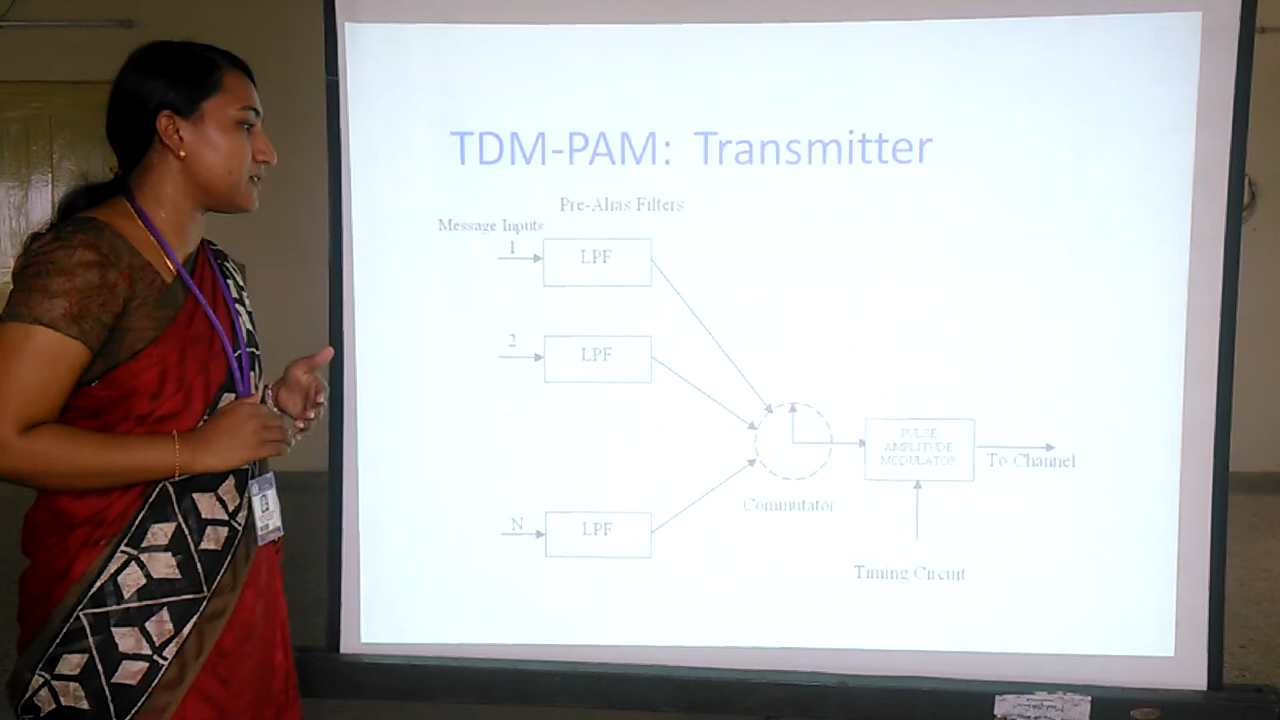 TDM-PAM: Transmitter
Pre-Alias Filters
Message Inputs
1
LPF
2
LPF
N
LPF
Commutator
PULSE
AMPLITUDE
MODULATOR
To Channel
Timing Circuit